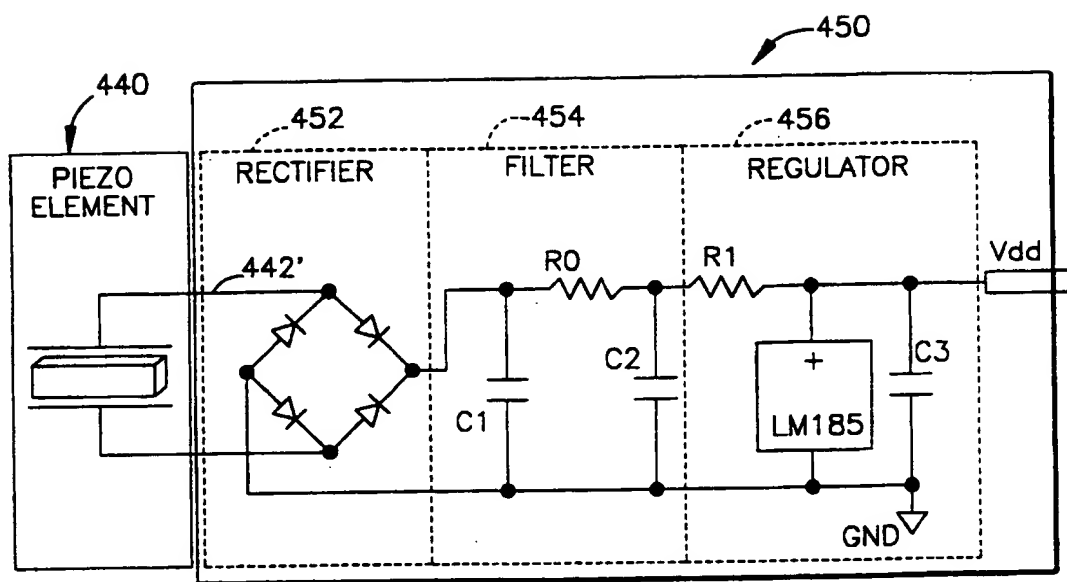 450
440
452
454
456
PIEZO
ELEMENT
RECTIFIER
FILTER
REGULATOR
442'
R0
R1
Vdd
C1
C2
+
LM185
C3
GND